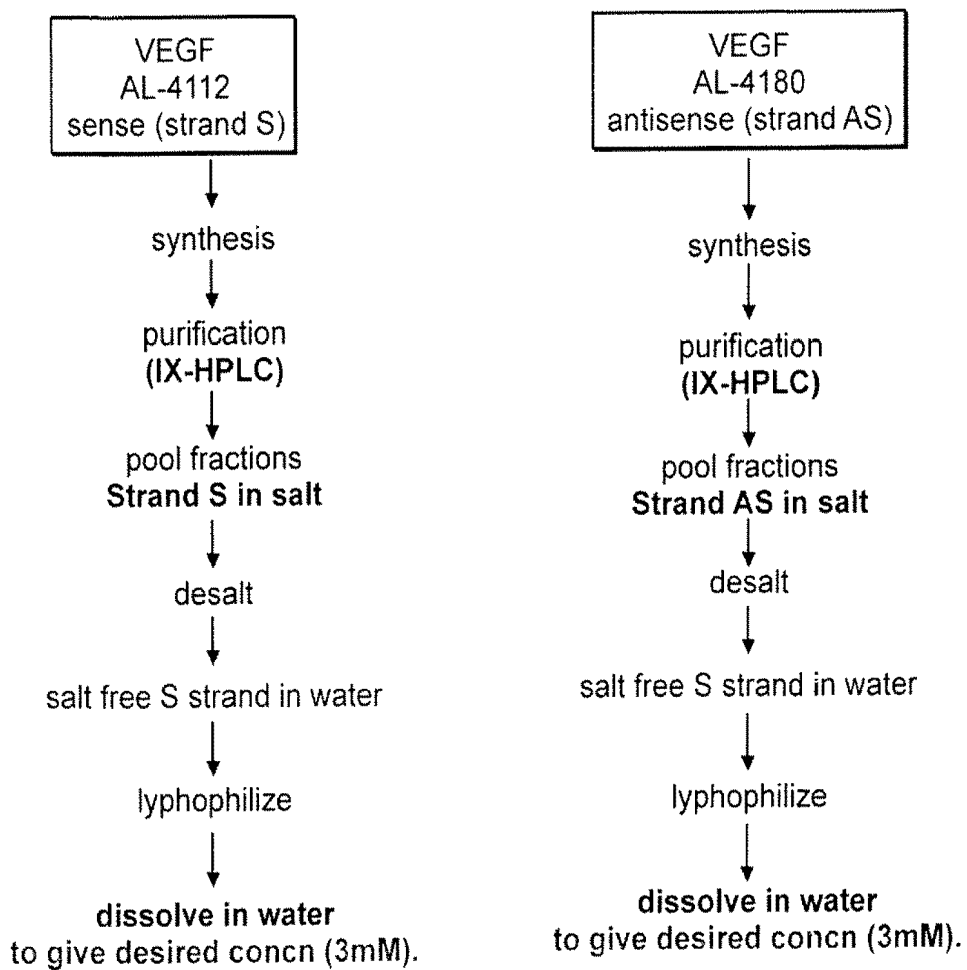 VEGF
AL-4112
sense (strand S)
synthesis
purification
(IX-HPLC)
pool fractions
Strand S in salt
desalt
salt free S strand in water
lyphophilize
dissolve in water
to give desired concn (3mM).
VEGF
AL-4180
antisense (strand AS)
synthesis
purification
(IX-HPLC)
pool fractions
Strand AS in salt
desalt
salt free S strand in water
lyphophilize
dissolve in water
to give desired concn (3mM).